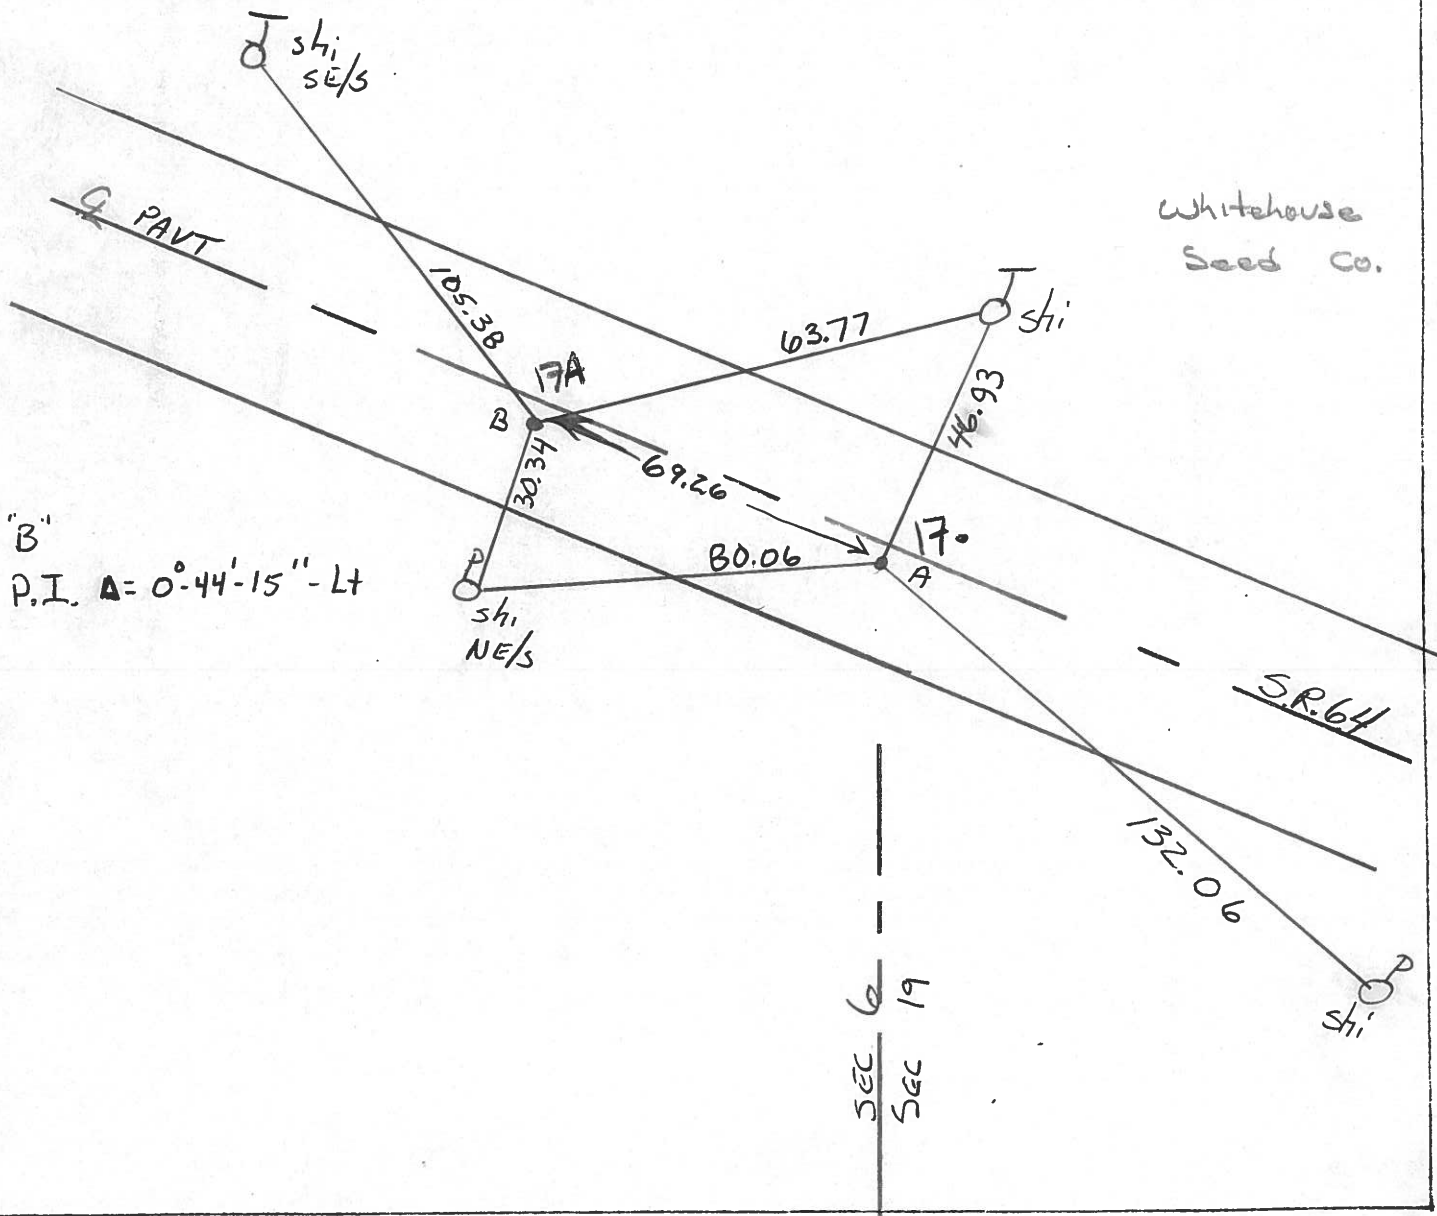 T
shi
SE/S
Whitehouse
Seed Co.
℄ PAVT
105.38
63.77
T
shi
17A
B
46.93
30.34
69.26
17.
A
80.06
"B"
P.I. Δ= 0°-44'-15"-Lt
P
shi
NE/S
S.R.64
132.06
P
shi
SEC 6
SEC 19